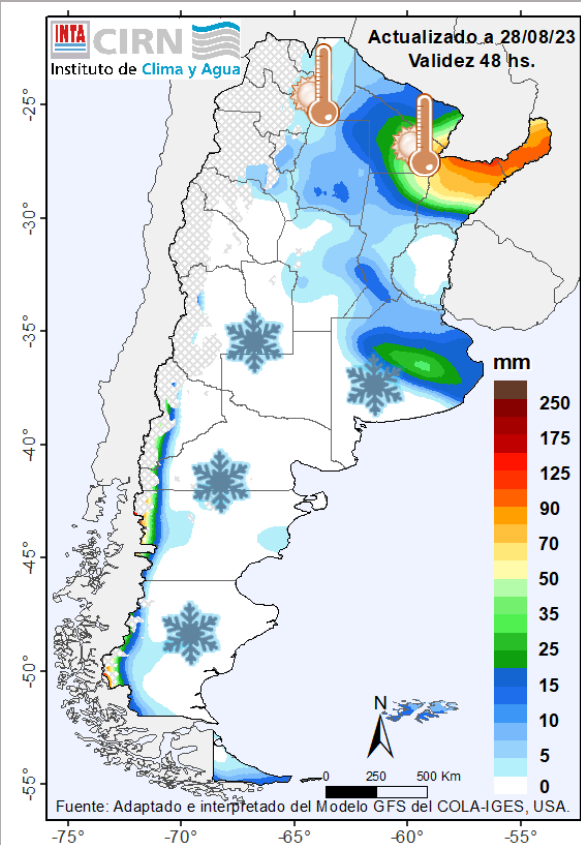 INTA CIRN
Instituto de Clima y Agua
Actualizado a 28/08/23
Validez 48 hs.
-25°
-30°
-35°
-40°
-45°
-50°
-55°
mm
250
175
125
90
70
50
35
25
15
10
5
0
N
0 250 500 Km
Fuente: Adaptado e interpretado del Modelo GFS del COLA-IGES, USA.
-75° -70° -65° -60° -55°